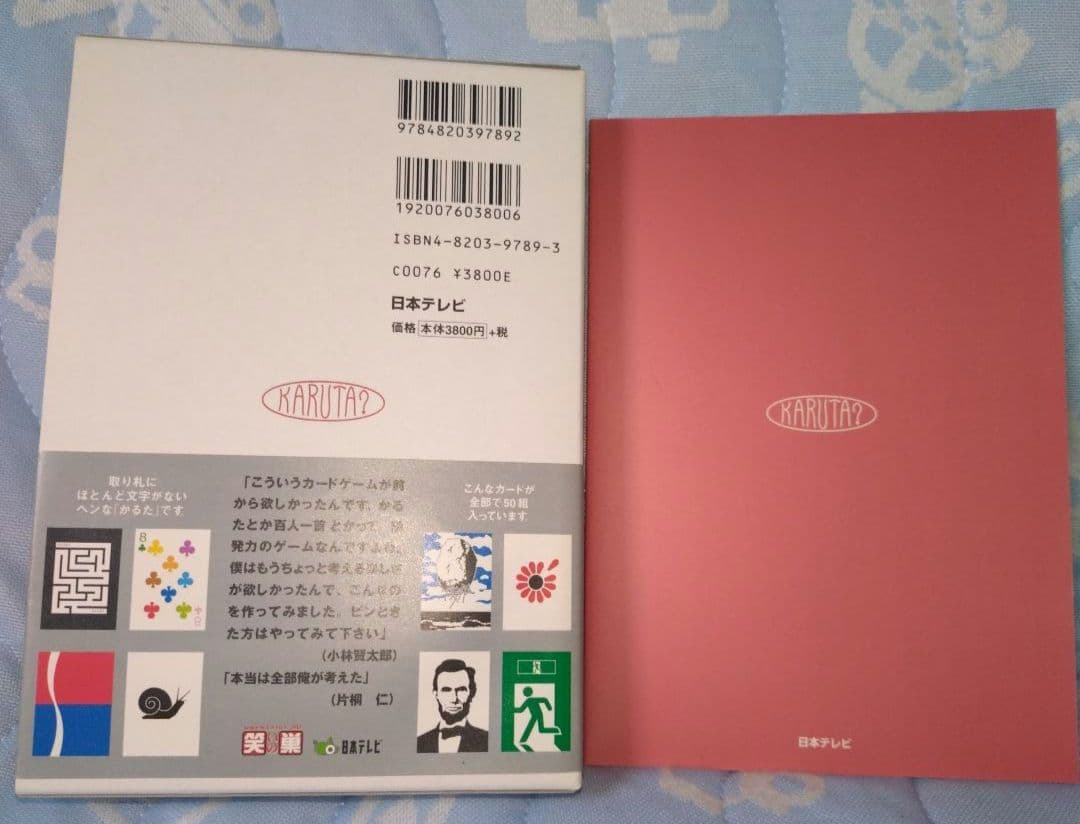 9784820397892
1920076038006
ISBN4-8203-9789-3
C0076 ¥3800E
日本テレビ
価格 本体3800円 +税
KARUTA?
取り札に
ほとんど文字がない
ヘンな「かるた」です
「こういうカードゲームが前
から欲しかったんです。かる
たとか百人一首とかって、
発力のゲームなんですよね。
僕はもうちょっと考える
が欲しかったんで、こんなの
を作ってみました。ピンとき
た方はやってみて下さい」
(小林賢太郎)
「本当は全部俺が考えた」
(片桐 仁)
笑の巣
日本テレビ
こんなカードが
全部で50組
入っています
8
8
KARUTA?
日本テレビ